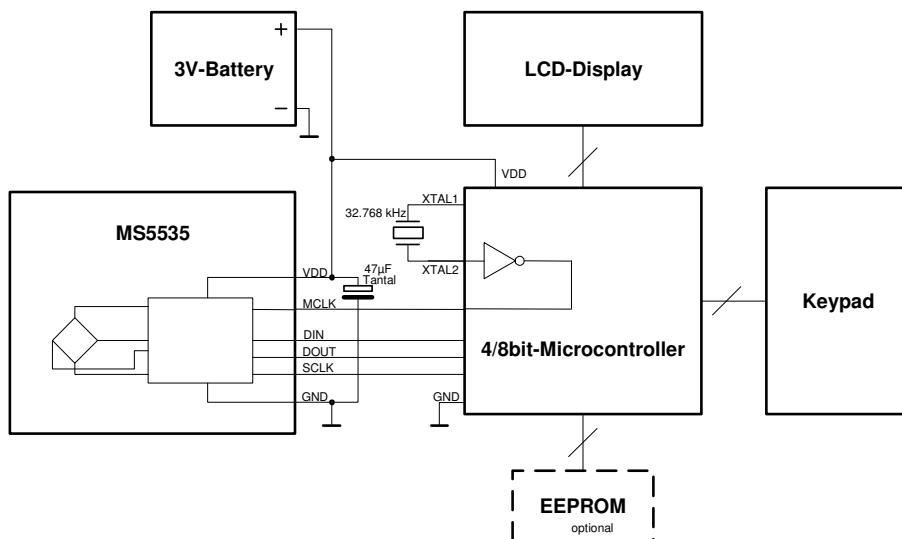 3V-Battery
+
−
LCD-Display
VDD
XTAL1
32.768 kHz
XTAL2
MS5535
VDD
47µF
Tantal
MCLK
DIN
DOUT
SCLK
GND
GND
4/8bit-Microcontroller
Keypad
EEPROM
optional